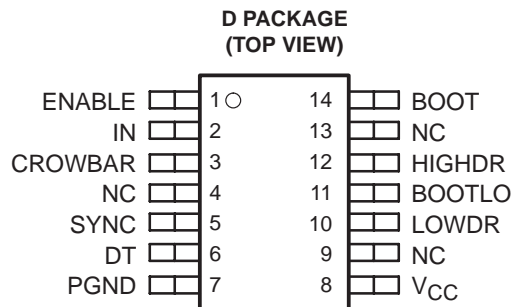 D PACKAGE
(TOP VIEW)
ENABLE 1 14 BOOT
IN 2 13 NC
CROWBAR 3 12 HIGHDR
NC 4 11 BOOTLO
SYNC 5 10 LOWDR
DT 6 9 NC
PGND 7 8 VCC